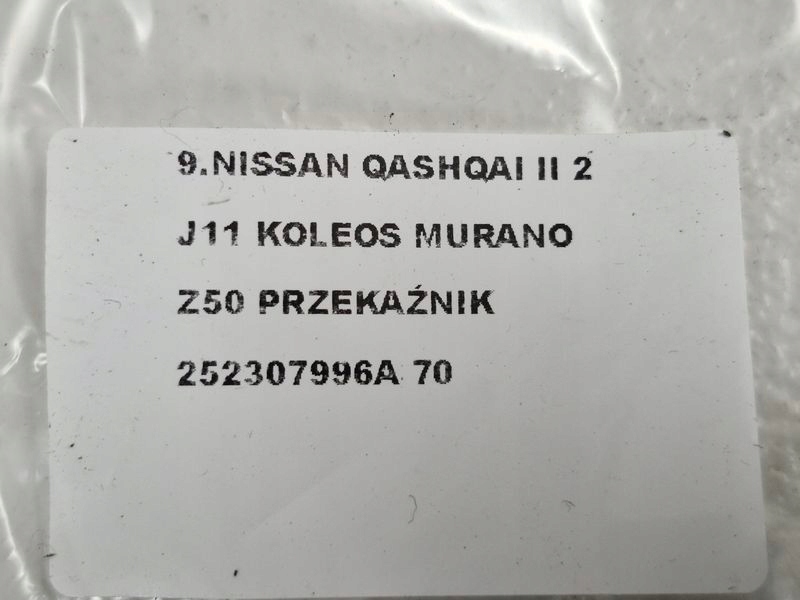 9.NISSAN QASHQAI II 2
J11 KOLEOS MURANO
Z50 PRZEKAŹNIK
252307996A 70